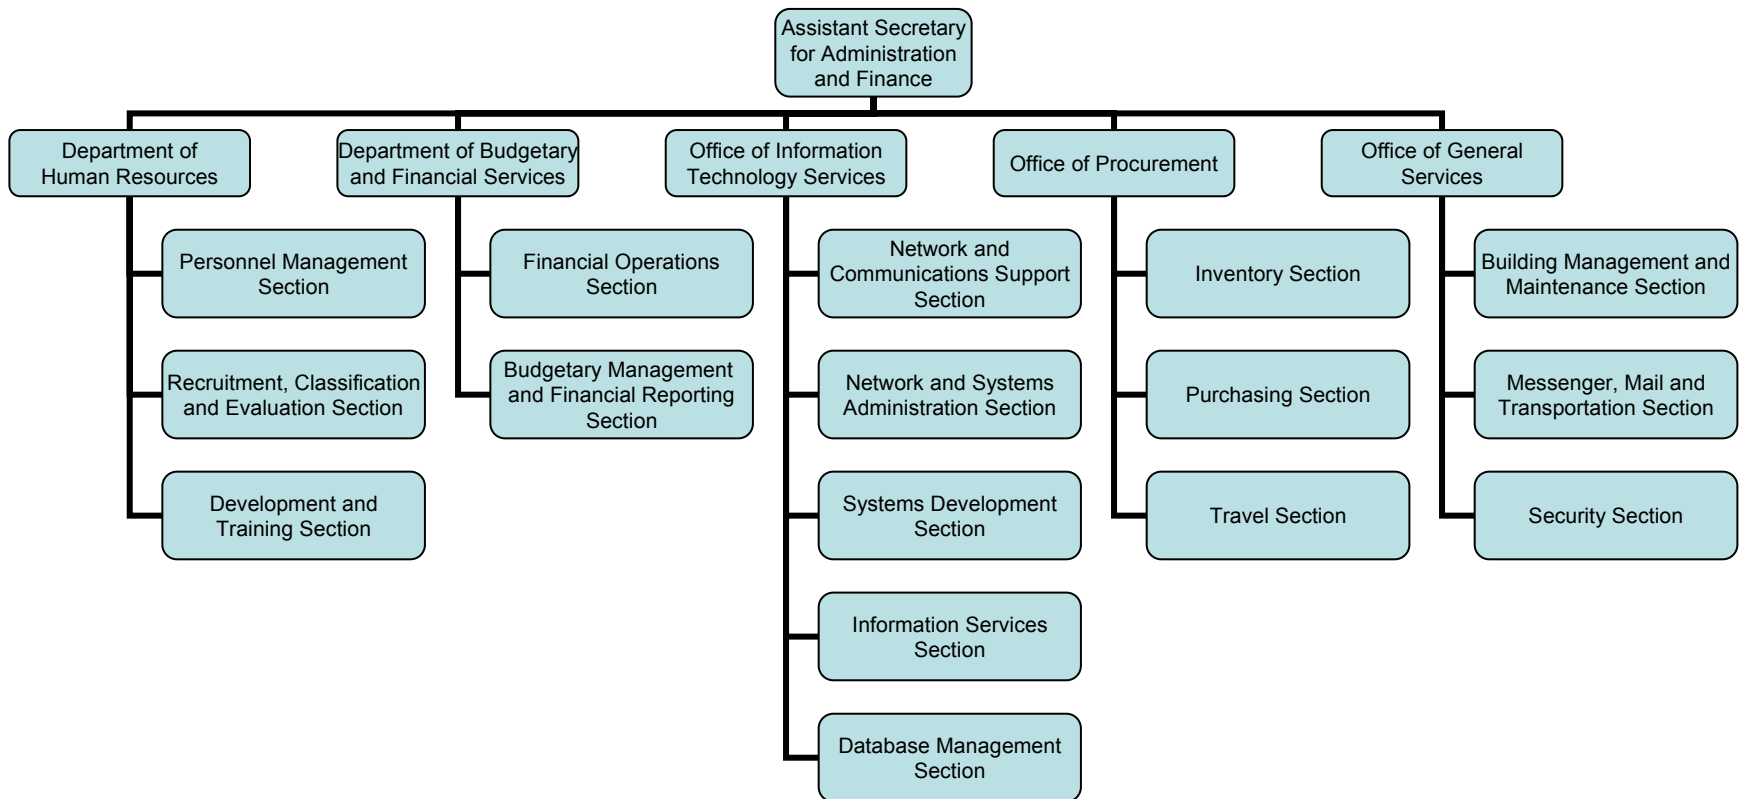 Assistant Secretary
for Administration
and Finance
Department of
Human Resources
Department of Budgetary
and Financial Services
Office of Information
Technology Services
Office of Procurement
Office of General
Services
Personnel Management
Section
Financial Operations
Section
Network and
Communications Support
Section
Inventory Section
Building Management and
Maintenance Section
Recruitment, Classification
and Evaluation Section
Budgetary Management
and Financial Reporting
Section
Network and Systems
Administration Section
Purchasing Section
Messenger, Mail and
Transportation Section
Development and
Training Section
Systems Development
Section
Travel Section
Security Section
Information Services
Section
Database Management
Section